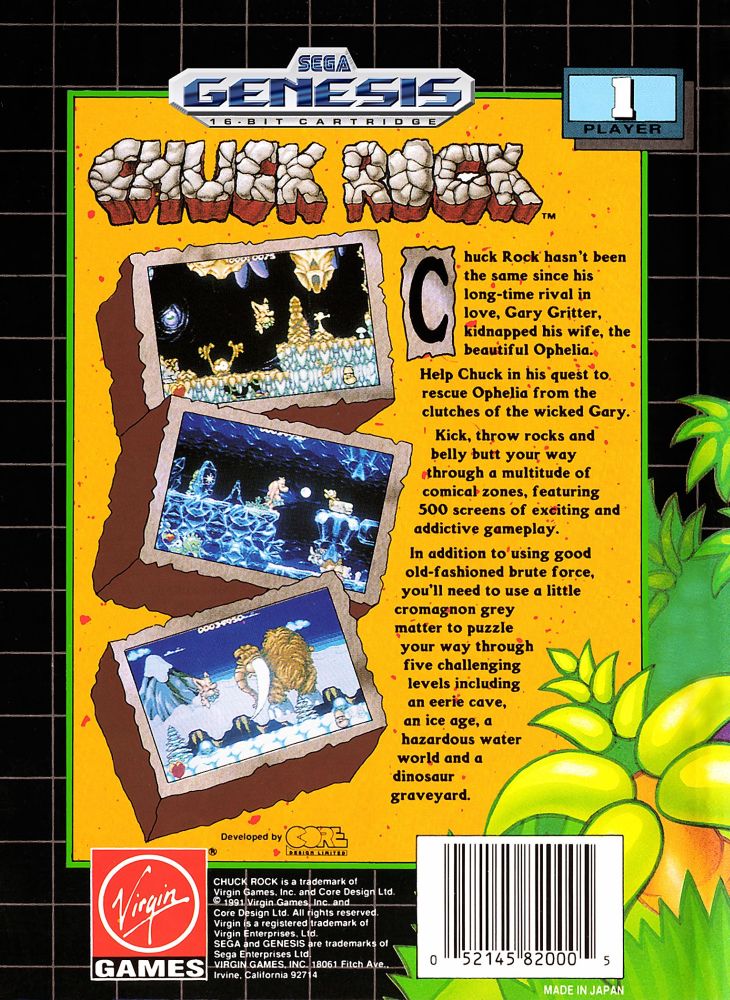 SEGA
GENESIS
16-BIT CARTRIDGE
1
PLAYER
CHUCK ROCK™
Chuck Rock hasn't been
the same since his
long-time rival in
love, Gary Gritter,
kidnapped his wife, the
beautiful Ophelia.
Help Chuck in his quest to
rescue Ophelia from the
clutches of the wicked Gary.
Kick, throw rocks and
belly butt your way
through a multitude of
comical zones, featuring
500 screens of exciting and
addictive gameplay.
In addition to using good
old-fashioned brute force,
you'll need to use a little
cromagnon grey
matter to puzzle
your way through
five challenging
levels including
an eerie cave,
an ice age, a
hazardous water
world and a
dinosaur
graveyard.
Developed by CORE
DESIGN LIMITED
®
Virgin
GAMES
CHUCK ROCK is a trademark of
Virgin Games, Inc. and Core Design Ltd.
© 1991 Virgin Games, Inc. and
Core Design Ltd. All rights reserved.
Virgin is a registered trademark of
Virgin Enterprises, Ltd.
SEGA and GENESIS are trademarks of
Sega Enterprises Ltd.
VIRGIN GAMES, INC. 18061 Fitch Ave.,
Irvine, California 92714
0 52145 82000 5
MADE IN JAPAN